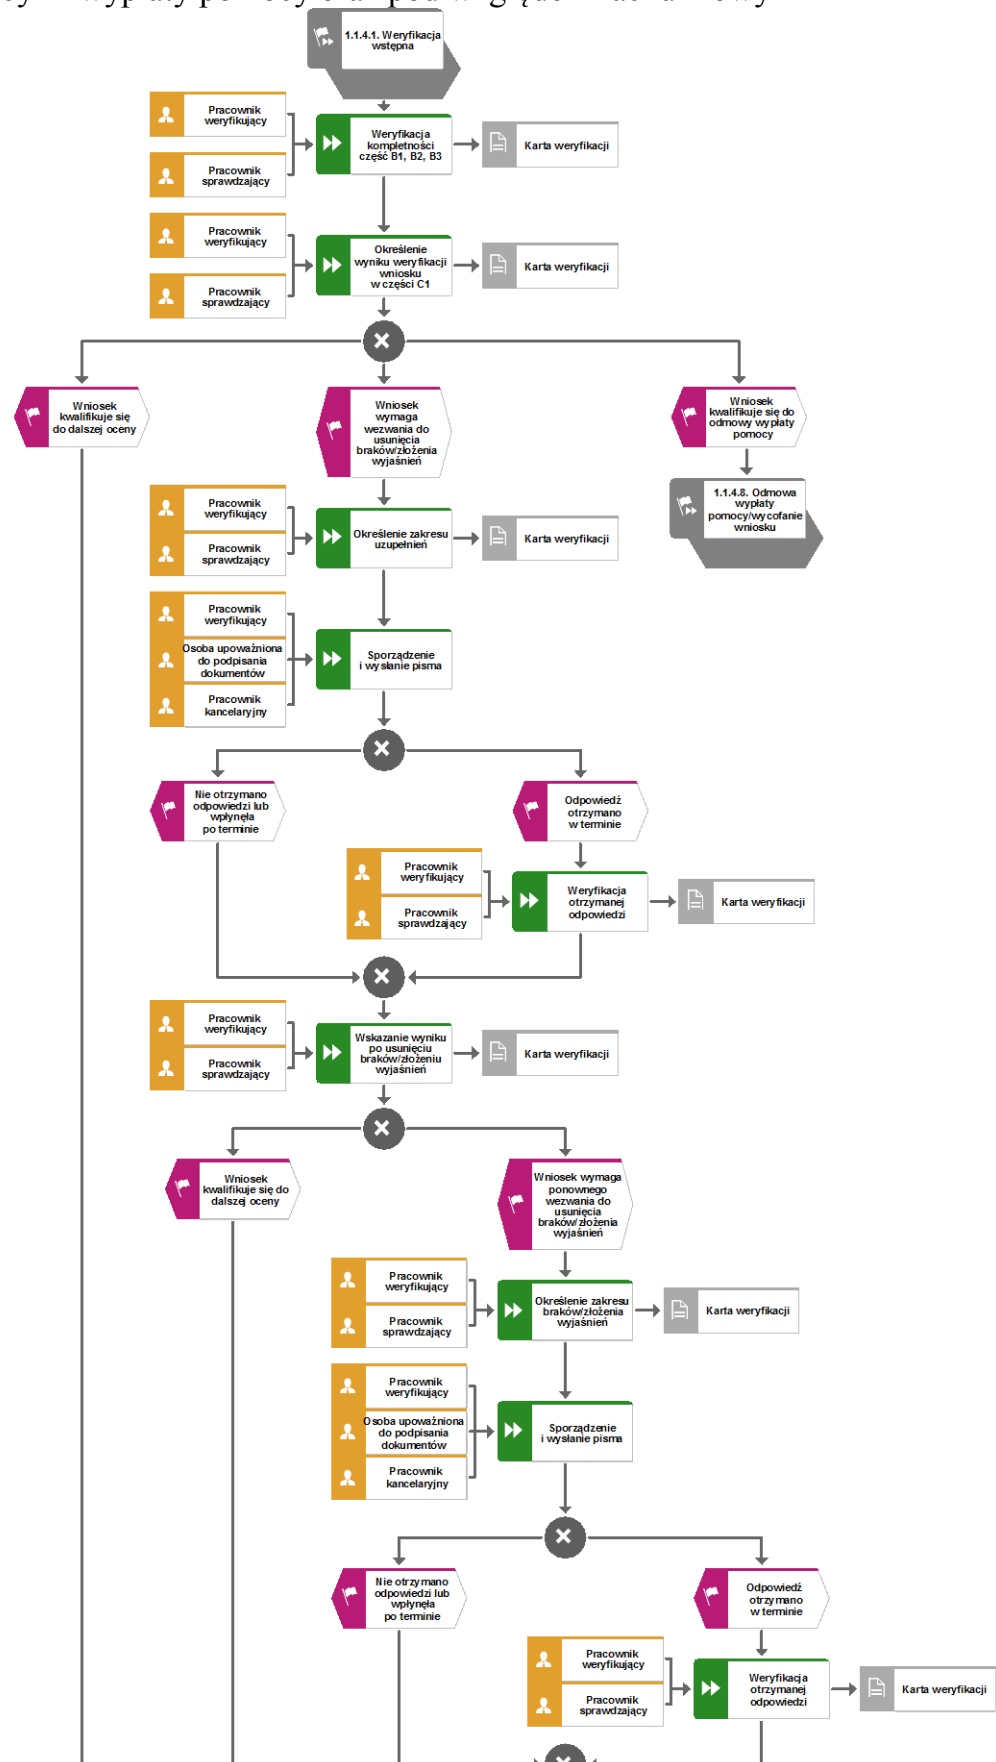 1.1.4.1. Weryfikacja
wstępna
Pracownik
weryfikujący
Weryfikacja
kompletności
część B1, B2, B3
Karta weryfikacji
Pracownik
sprawdzający
Pracownik
weryfikujący
Określenie
wyniku weryfikacji
wniosku
w części C1
Karta weryfikacji
Pracownik
sprawdzający
Wniosek
kwalifikuje się
do dalszej oceny
Wniosek
wymaga
wezwania do
usunięcia
braków/złożenia
wyjaśnień
Wniosek
kwalifikuje się do
odmowy wypłaty
pomocy
1.1.4.8. Odmowa
wypłaty
pomocy/wycofanie
wniosku
Pracownik
weryfikujący
Określenie zakresu
uzupełnień
Karta weryfikacji
Pracownik
sprawdzający
Pracownik
weryfikujący
Osoba upoważniona
do podpisania
dokumentów
Sporządzenie
i wysłanie pisma
Pracownik
kancelaryjny
Nie otrzymano
odpowiedzi lub
wpłynęła
po terminie
Odpowiedź
otrzymano
w terminie
Pracownik
weryfikujący
Weryfikacja
otrzymanej
odpowiedzi
Karta weryfikacji
Pracownik
sprawdzający
Pracownik
weryfikujący
Wskazanie wyniku
po usunięciu
braków/złożeniu
wyjaśnień
Karta weryfikacji
Pracownik
sprawdzający
Wniosek
kwalifikuje się do
dalszej oceny
Wniosek wymaga
ponownego
wezwania do
usunięcia
braków/złożenia
wyjaśnień
Pracownik
weryfikujący
Określenie zakresu
braków/złożenia
wyjaśnień
Karta weryfikacji
Pracownik
sprawdzający
Pracownik
weryfikujący
Osoba upoważniona
do podpisania
dokumentów
Sporządzenie
i wysłanie pisma
Pracownik
kancelaryjny
Nie otrzymano
odpowiedzi lub
wpłynęła
po terminie
Odpowiedź
otrzymano
w terminie
Pracownik
weryfikujący
Weryfikacja
otrzymanej
odpowiedzi
Karta weryfikacji
Pracownik
sprawdzający